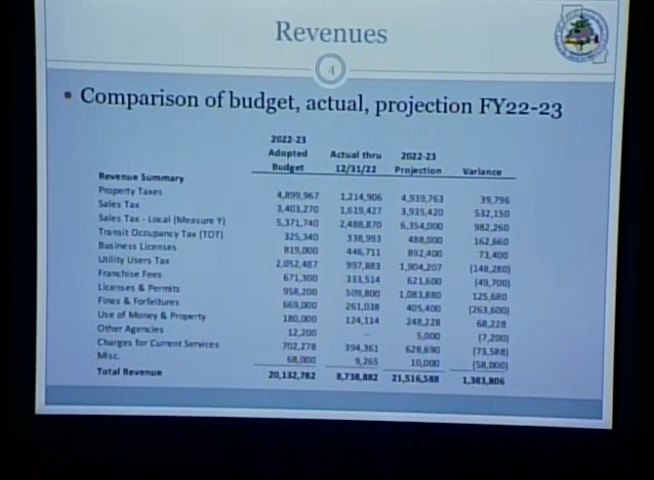 Revenues
4
• Comparison of budget, actual, projection FY22-23
2022-23
Adopted Actual thru 2022-23
Budget 12/31/22 Projection Variance
Revenue Summary
Property Taxes 4,899,967 1,214,906 4,939,763 39,796
Sales Tax 3,403,270 1,619,427 3,935,420 532,150
Sales Tax - Local (Measure Y) 5,371,740 2,488,870 6,354,000 982,260
Transit Occupancy Tax (TOT) 325,340 338,993 488,000 162,660
Business Licenses 819,000 446,711 892,400 73,400
Utility Users Tax 2,052,487 997,883 1,904,207 (148,280)
Franchise Fees 671,300 333,514 621,600 (49,700)
Licenses & Permits 958,200 509,800 1,083,880 125,680
Fines & Forfeitures 669,000 261,038 405,400 (263,600)
Use of Money & Property 180,000 124,114 248,228 68,228
Other Agencies 12,200 - 5,000 (7,200)
Charges for Current Services 702,278 394,361 628,690 (73,588)
Misc. 68,000 9,265 10,000 (58,000)
Total Revenue 20,132,782 8,738,882 21,516,588 1,383,806